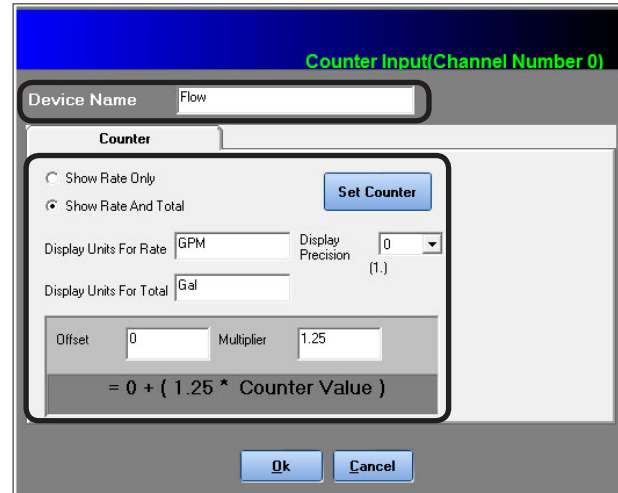 Counter Input(Channel Number 0)
Device Name Flow
Counter
Show Rate Only
Set Counter
Show Rate And Total
Display Units For Rate GPM Display Precision 0
(1.)
Display Units For Total Gal
Offset 0 Multiplier 1.25
= 0 + ( 1.25 * Counter Value )
Ok Cancel